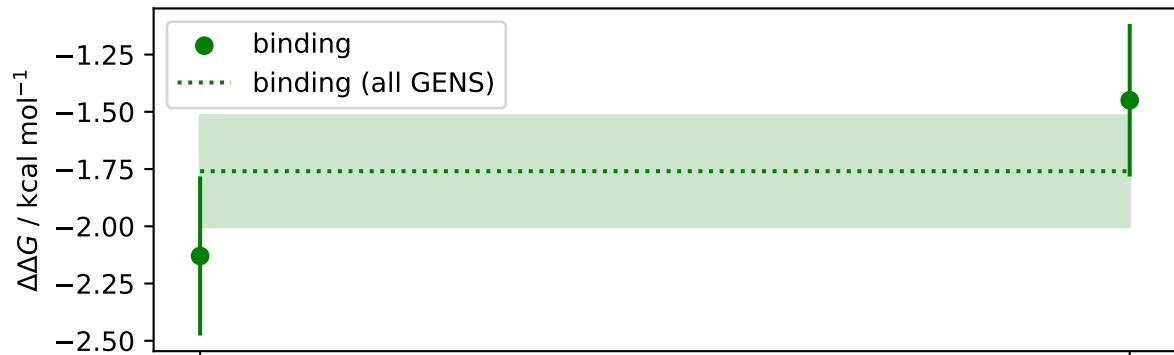 binding
binding (all GENS)
ΔΔG / kcal mol⁻¹
−1.25
−1.50
−1.75
−2.00
−2.25
−2.50